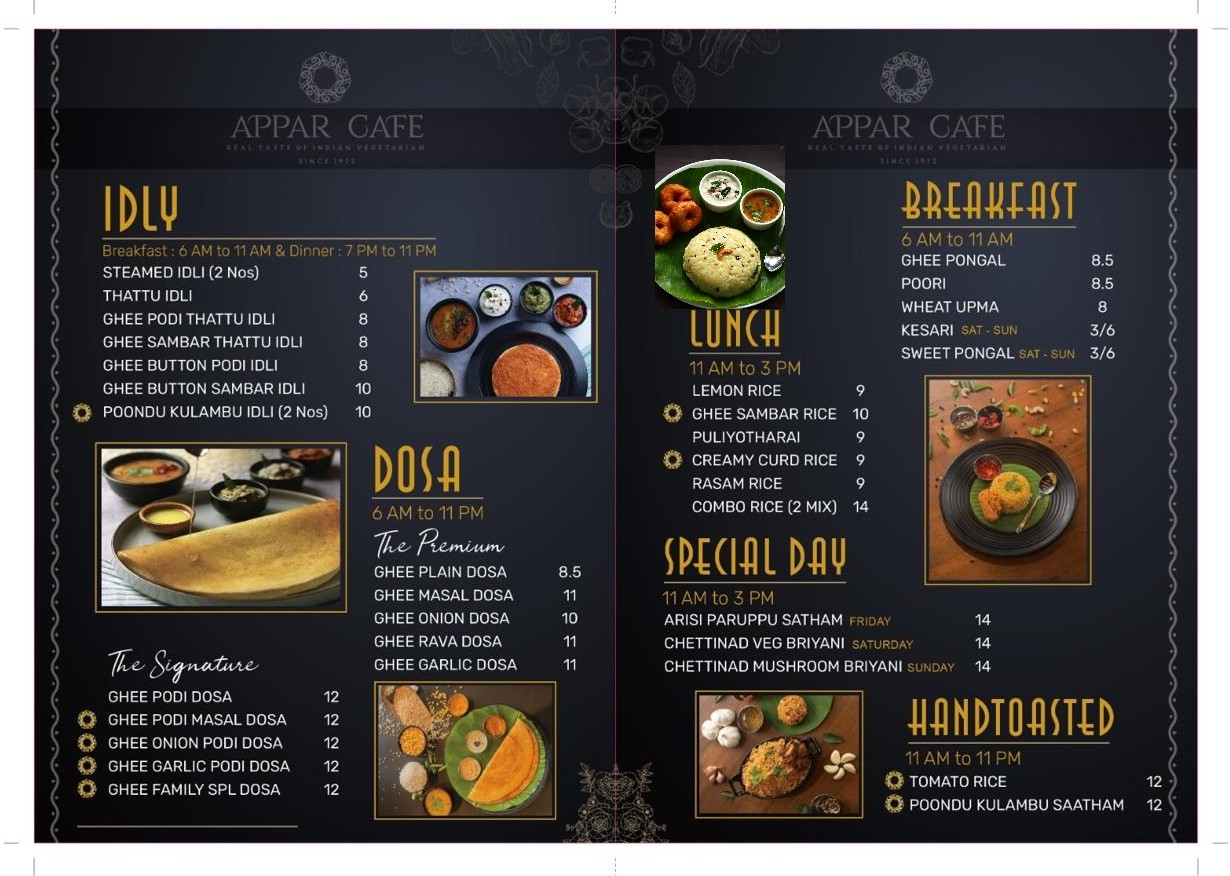 APPAR CAFE
REAL TASTE OF INDIAN VEGETARIAN
SINCE 1972
IDLY
Breakfast : 6 AM to 11 AM & Dinner : 7 PM to 11 PM
STEAMED IDLI (2 Nos) 5
THATTU IDLI 6
GHEE PODI THATTU IDLI 8
GHEE SAMBAR THATTU IDLI 8
GHEE BUTTON PODI IDLI 8
GHEE BUTTON SAMBAR IDLI 10
POONDU KULAMBU IDLI (2 Nos) 10
DOSA
6 AM to 11 PM
The Premium
GHEE PLAIN DOSA 8.5
GHEE MASAL DOSA 11
GHEE ONION DOSA 10
GHEE RAVA DOSA 11
GHEE GARLIC DOSA 11
The Signature
GHEE PODI DOSA 12
GHEE PODI MASAL DOSA 12
GHEE ONION PODI DOSA 12
GHEE GARLIC PODI DOSA 12
GHEE FAMILY SPL DOSA 12
APPAR CAFE
REAL TASTE OF INDIAN VEGETARIAN
SINCE 1972
BREAKFAST
6 AM to 11 AM
GHEE PONGAL 8.5
POORI 8.5
WHEAT UPMA 8
KESARI SAT - SUN 3/6
SWEET PONGAL SAT - SUN 3/6
LUNCH
11 AM to 3 PM
LEMON RICE 9
GHEE SAMBAR RICE 10
PULIYOTHARAI 9
CREAMY CURD RICE 9
RASAM RICE 9
COMBO RICE (2 MIX) 14
SPECIAL DAY
11 AM to 3 PM
ARISI PARUPPU SATHAM FRIDAY 14
CHETTINAD VEG BRIYANI SATURDAY 14
CHETTINAD MUSHROOM BRIYANI SUNDAY 14
HANDTOASTED
11 AM to 11 PM
TOMATO RICE 12
POONDU KULAMBU SAATHAM 12